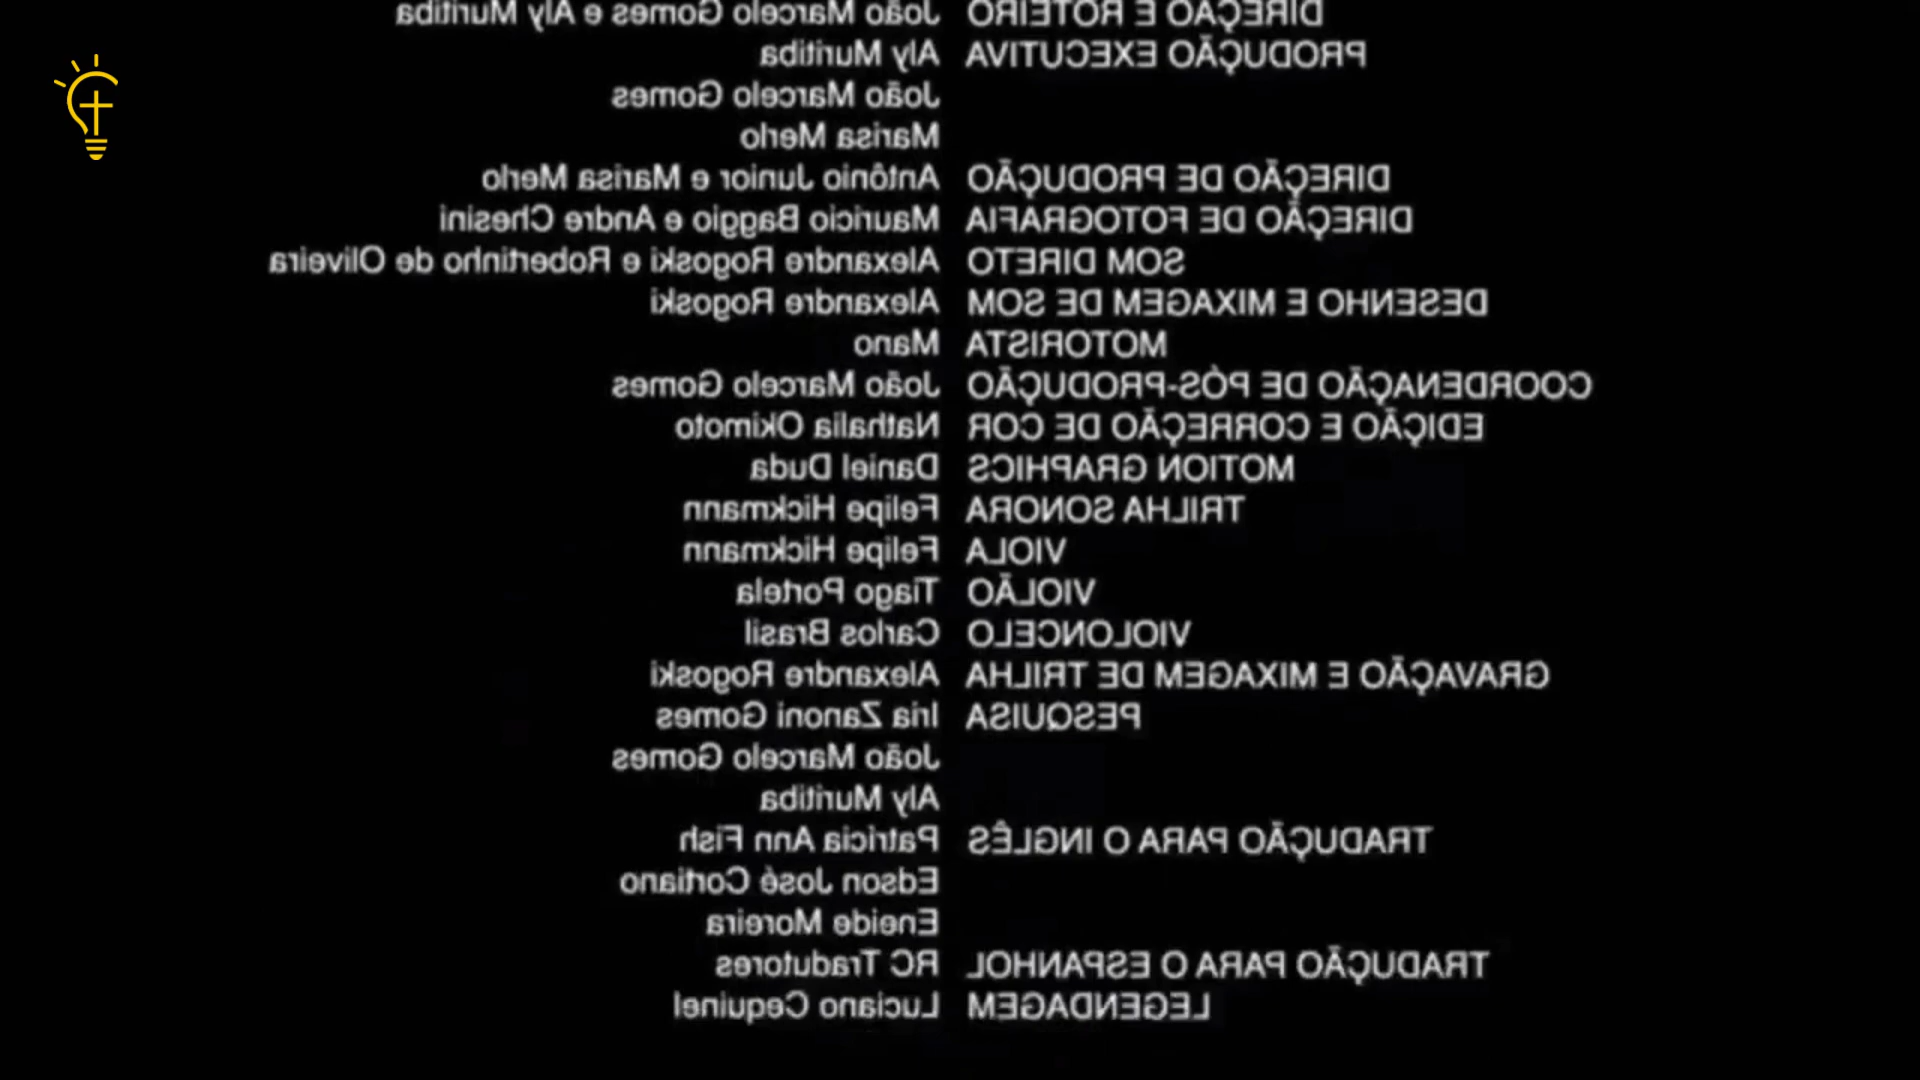 DIREÇÃO E ROTEIRO João Marcelo Gomes e Aly Muritiba
PRODUÇÃO EXECUTIVA Aly Muritiba
João Marcelo Gomes
Marisa Merlo
DIREÇÃO DE PRODUÇÃO Antônio Junior e Marisa Merlo
DIREÇÃO DE FOTOGRAFIA Mauricio Baggio e Andre Chesini
SOM DIRETO Alexandre Rogoski e Robertinho de Oliveira
DESENHO E MIXAGEM DE SOM Alexandre Rogoski
MOTORISTA Mano
COORDENAÇÃO DE PÓS-PRODUÇÃO João Marcelo Gomes
EDIÇÃO E CORREÇÃO DE COR Nathalia Okimoto
MOTION GRAPHICS Daniel Duda
TRILHA SONORA Felipe Hickmann
VIOLA Felipe Hickmann
VIOLÃO Tiago Portela
VIOLONCELO Carlos Brasil
GRAVAÇÃO E MIXAGEM DE TRILHA Alexandre Rogoski
PESQUISA Iria Zanoni Gomes
João Marcelo Gomes
Aly Muritiba
TRADUÇÃO PARA O INGLÊS Patrícia Ann Fish
Edson José Cortiano
Eneide Moreira
TRADUÇÃO PARA O ESPANHOL RC Tradutores
LEGENDAGEM Luciano Cequinel